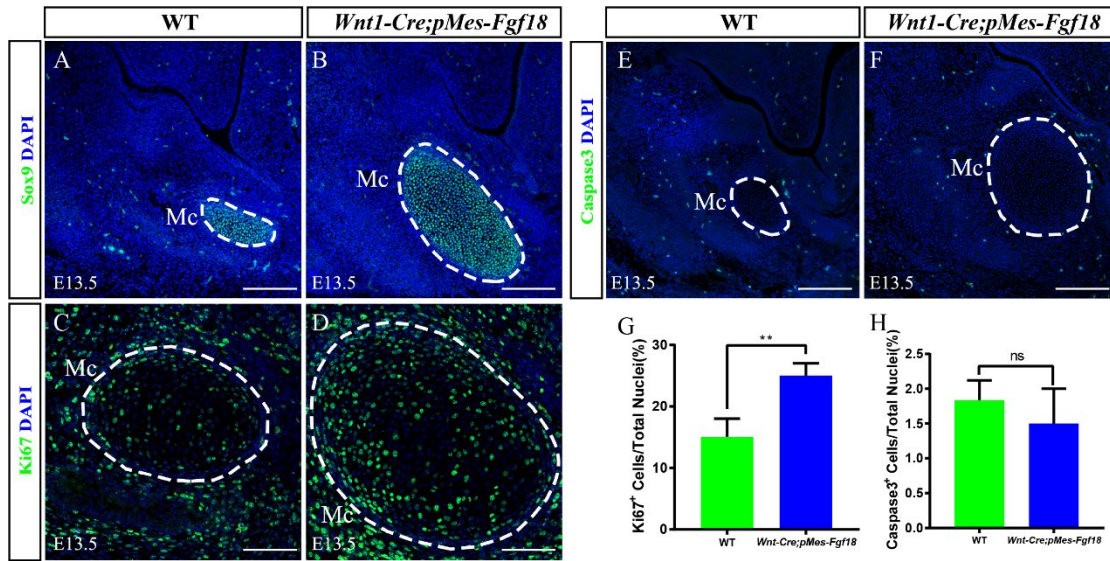 WT
Wnt1-Cre;pMes-Fgf18
WT
Wnt1-Cre;pMes-Fgf18
Sox9 DAPI
A
Mc
E13.5
B
Mc
Caspase3 DAPI
E
Mc
E13.5
F
Mc
E13.5
Ki67 DAPI
C
Mc
E13.5
D
Mc
E13.5
G
Ki67+ Cells/Total Nuclei(%)
30
20
10
0
**
WT
Wnt-Cre;pMes-Fgf18
H
Caspase3+ Cells/Total Nuclei(%)
2.5
2.0
1.5
1.0
0.5
0.0
ns
WT
Wnt-Cre;pMes-Fgf18